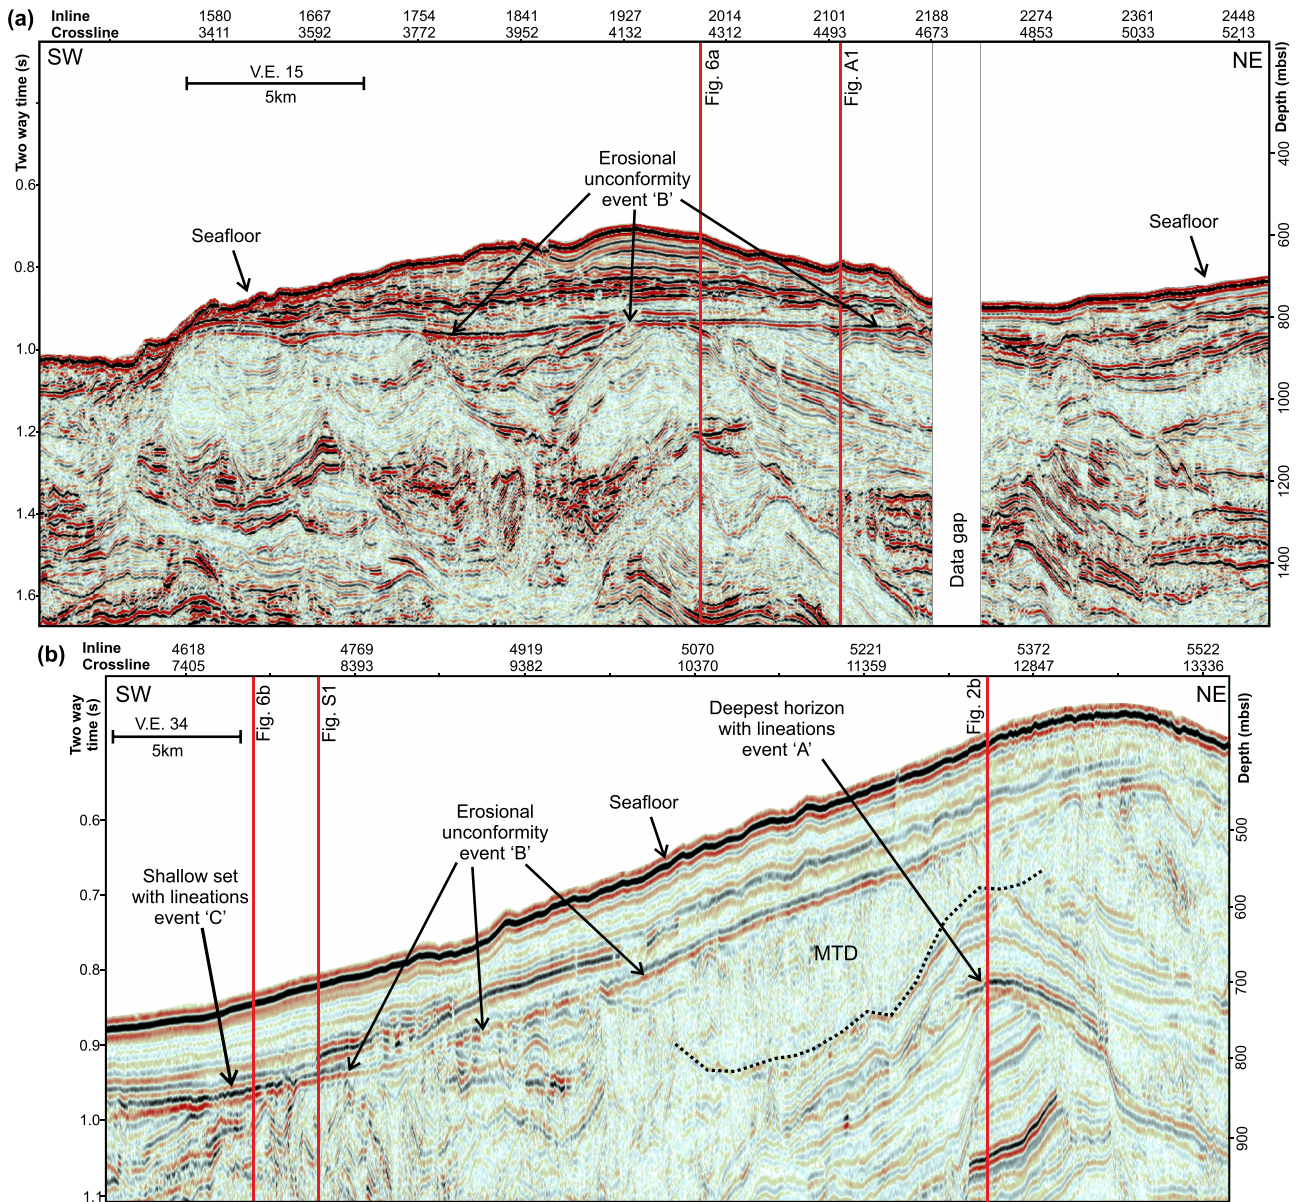 (a)
Inline 1580 1667 1754 1841 1927 2014 2101 2188 2274 2361 2448
Crossline 3411 3592 3772 3952 4132 4312 4493 4673 4853 5033 5213
SW
NE
V.E. 15
5km
Two way time (s)
0.6
0.8
1.0
1.2
1.4
1.6
Depth (mbsl)
400
600
800
1000
1200
1400
Fig. 6a
Fig. A1
Erosional
unconformity
event ‘B’
Seafloor
Seafloor
Data gap
(b)
Inline 4618 4769 4919 5070 5221 5372 5522
Crossline 7405 8393 9382 10370 11359 12847 13336
SW
NE
V.E. 34
5km
Two way
time (s)
0.6
0.7
0.8
0.9
1.0
1.1
Depth (mbsl)
500
600
700
800
900
Fig. 6b
Fig. S1
Fig. 2b
Deepest horizon
with lineations
event ‘A’
Seafloor
Erosional
unconformity
event ‘B’
Shallow set
with lineations
event ‘C’
MTD